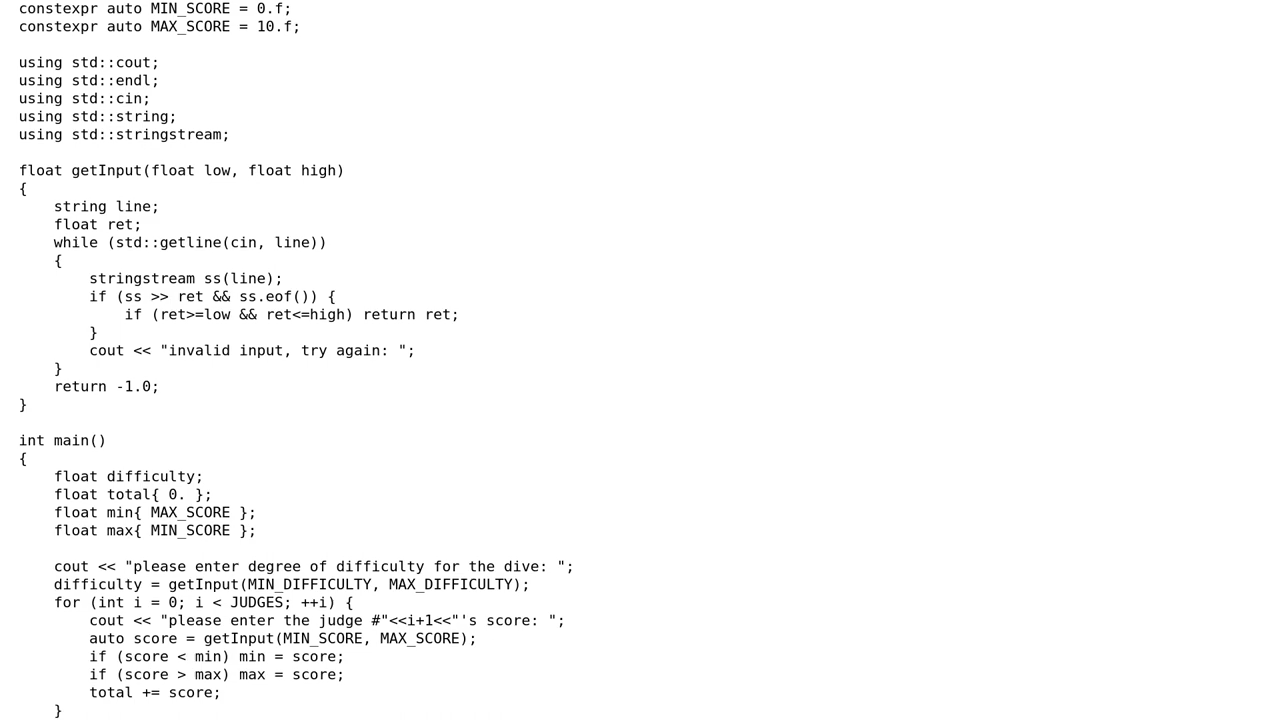 constexpr auto MIN_SCORE = 0.f;
constexpr auto MAX_SCORE = 10.f;

using std::cout;
using std::endl;
using std::cin;
using std::string;
using std::stringstream;

float getInput(float low, float high)
{
    string line;
    float ret;
    while (std::getline(cin, line))
    {
        stringstream ss(line);
        if (ss >> ret && ss.eof()) {
            if (ret>=low && ret<=high) return ret;
        }
        cout << "invalid input, try again: ";
    }
    return -1.0;
}

int main()
{
    float difficulty;
    float total{ 0. };
    float min{ MAX_SCORE };
    float max{ MIN_SCORE };

    cout << "please enter degree of difficulty for the dive: ";
    difficulty = getInput(MIN_DIFFICULTY, MAX_DIFFICULTY);
    for (int i = 0; i < JUDGES; ++i) {
        cout << "please enter the judge #"<<i+1<<"'s score: ";
        auto score = getInput(MIN_SCORE, MAX_SCORE);
        if (score < min) min = score;
        if (score > max) max = score;
        total += score;
    }